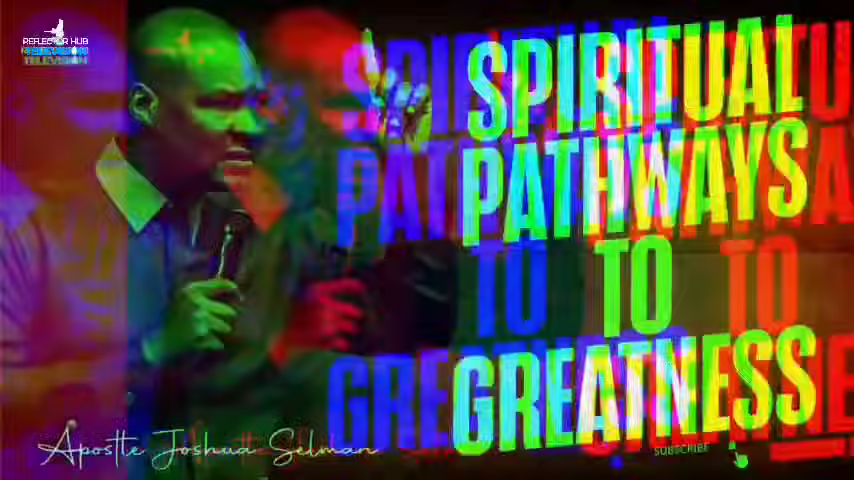 REFLECTOR HUB
TELEVISION
SPIRITUAL
PATHWAYS
TO
GREATNESS
Apostle Joshua Selman
SUBSCRIBE